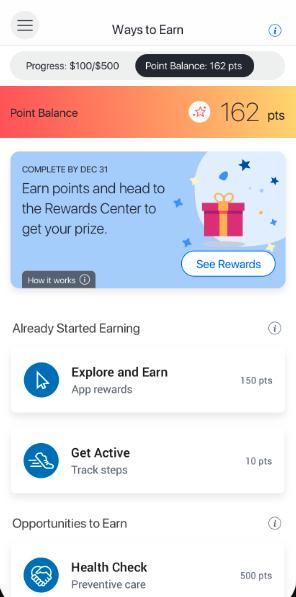 Ways to Earn
Progress: $100/$500
Point Balance: 162 pts
Point Balance
162 pts
COMPLETE BY DEC 31
Earn points and head to
the Rewards Center to
get your prize.
See Rewards
How it works
Already Started Earning
Explore and Earn
App rewards
150 pts
Get Active
Track steps
10 pts
Opportunities to Earn
Health Check
Preventive care
500 pts